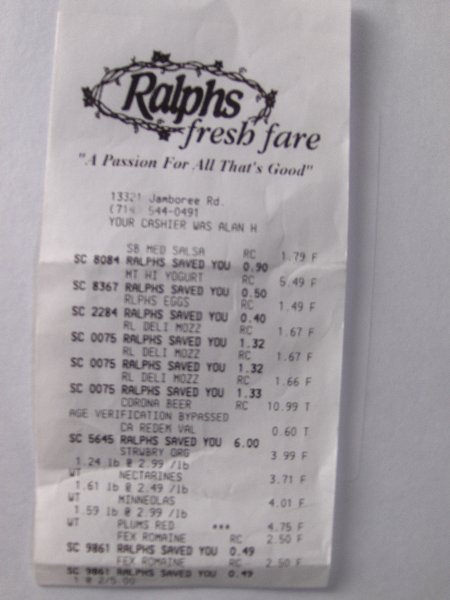 Ralphs
fresh fare
"A Passion For All That's Good"
13321 Jamboree Rd.
(714) 544-0491
YOUR CASHIER WAS ALAN H
SB MED SALSA RC 1.79 F
SC 8084 RALPHS SAVED YOU 0.90
MT HI YOGURT RC 5.49 F
SC 8367 RALPHS SAVED YOU 0.50
RLPHS EGGS RC 1.49 F
SC 2284 RALPHS SAVED YOU 0.40
RL DELI MOZZ RC 1.67 F
SC 0075 RALPHS SAVED YOU 1.32
RL DELI MOZZ RC 1.67 F
SC 0075 RALPHS SAVED YOU 1.32
RL DELI MOZZ RC 1.66 F
SC 0075 RALPHS SAVED YOU 1.33
CORONA BEER RC 10.99 T
AGE VERIFICATION BYPASSED
CA REDEM VAL 0.60 T
SC 5645 RALPHS SAVED YOU 6.00
STRWBRY ORG 3.99 F
1.24 lb @ 2.99 /lb
WT NECTARINES 3.71 F
1.61 lb @ 2.49 /lb
WT MINNEOLAS 4.01 F
1.59 lb @ 2.99 /lb
WT PLUMS RED *** 4.75 F
FEX ROMAINE RC 2.50 F
SC 9861 RALPHS SAVED YOU 0.49
FEX ROMAINE RC 2.50 F
SC 9861 RALPHS SAVED YOU 0.49
1 @ 2/5.00